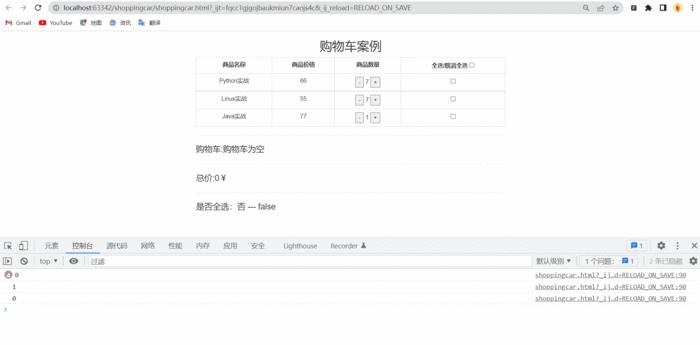 localhost:63342/shoppingcar/shoppingcar.html?_ijt=fqcc1gjgojbaukmiun7caojs4c&_ij_reload=RELOAD_ON_SAVE
Gmail YouTube 地图 资讯 翻译
购物车案例
商品名称 商品价格 商品数量 全选/取消全选
Python实战 66 - 7 +
Linux实战 55 - 7 +
Java实战 77 - 1 +
购物车:购物车为空
总价:0 ¥
是否全选： 否 --- false
元素 控制台 源代码 网络 性能 内存 应用 安全 Lighthouse Recorder 1
top 过滤 默认级别 1 个问题： 1 2 条已隐藏
0 shoppingcar.html?_ij…d=RELOAD_ON_SAVE:90
1 shoppingcar.html?_ij…d=RELOAD_ON_SAVE:90
0 shoppingcar.html?_ij…d=RELOAD_ON_SAVE:90